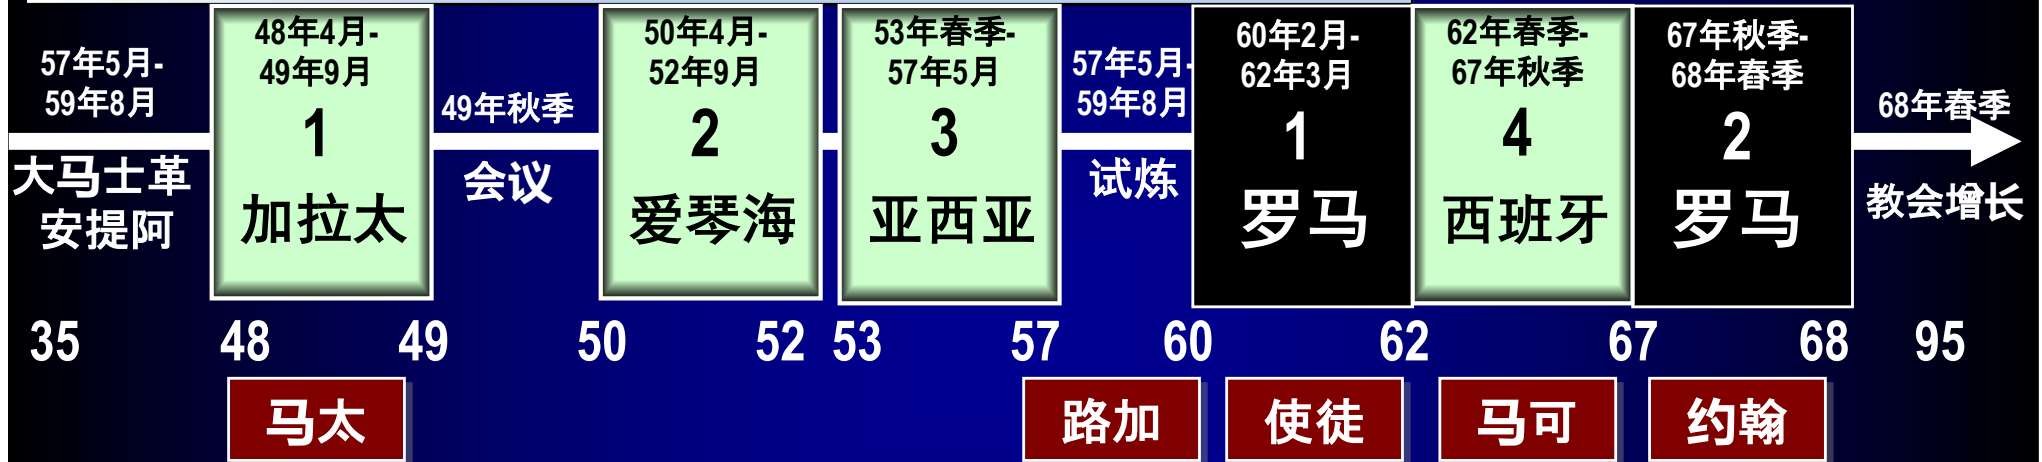 57年5月-
59年8月
大马士革
安提阿
48年4月-
49年9月
1
加拉太
49年秋季
会议
50年4月-
52年9月
2
爱琴海
53年春季-
57年5月
3
亚西亚
57年5月-
59年8月
试炼
60年2月-
62年3月
1
罗马
62年春季-
67年秋季
4
西班牙
67年秋季-
68年春季
2
罗马
68年春季
教会增长
35 48 49 50 52 53 57 60 62 67 68 95
马太 路加 使徒 马可 约翰